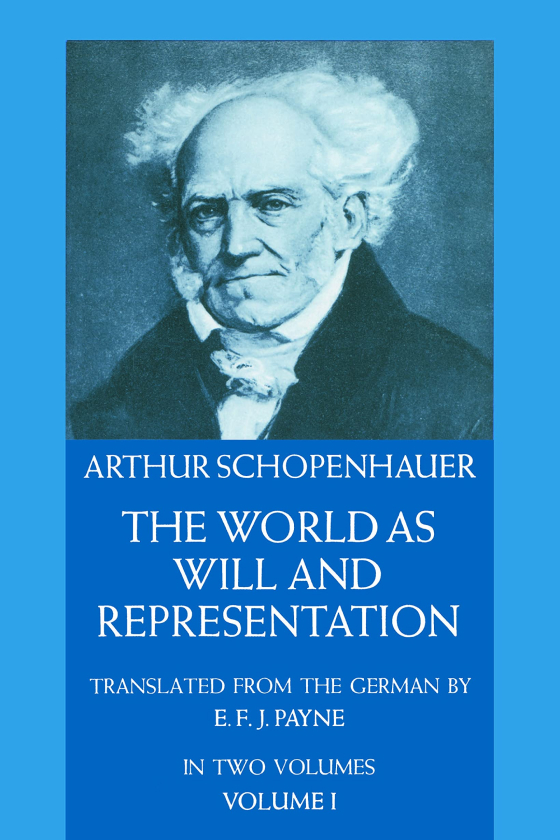 ARTHUR SCHOPENHAUER
THE WORLD AS
WILL AND
REPRESENTATION
TRANSLATED FROM THE GERMAN BY
E. F. J. PAYNE
IN TWO VOLUMES
VOLUME I